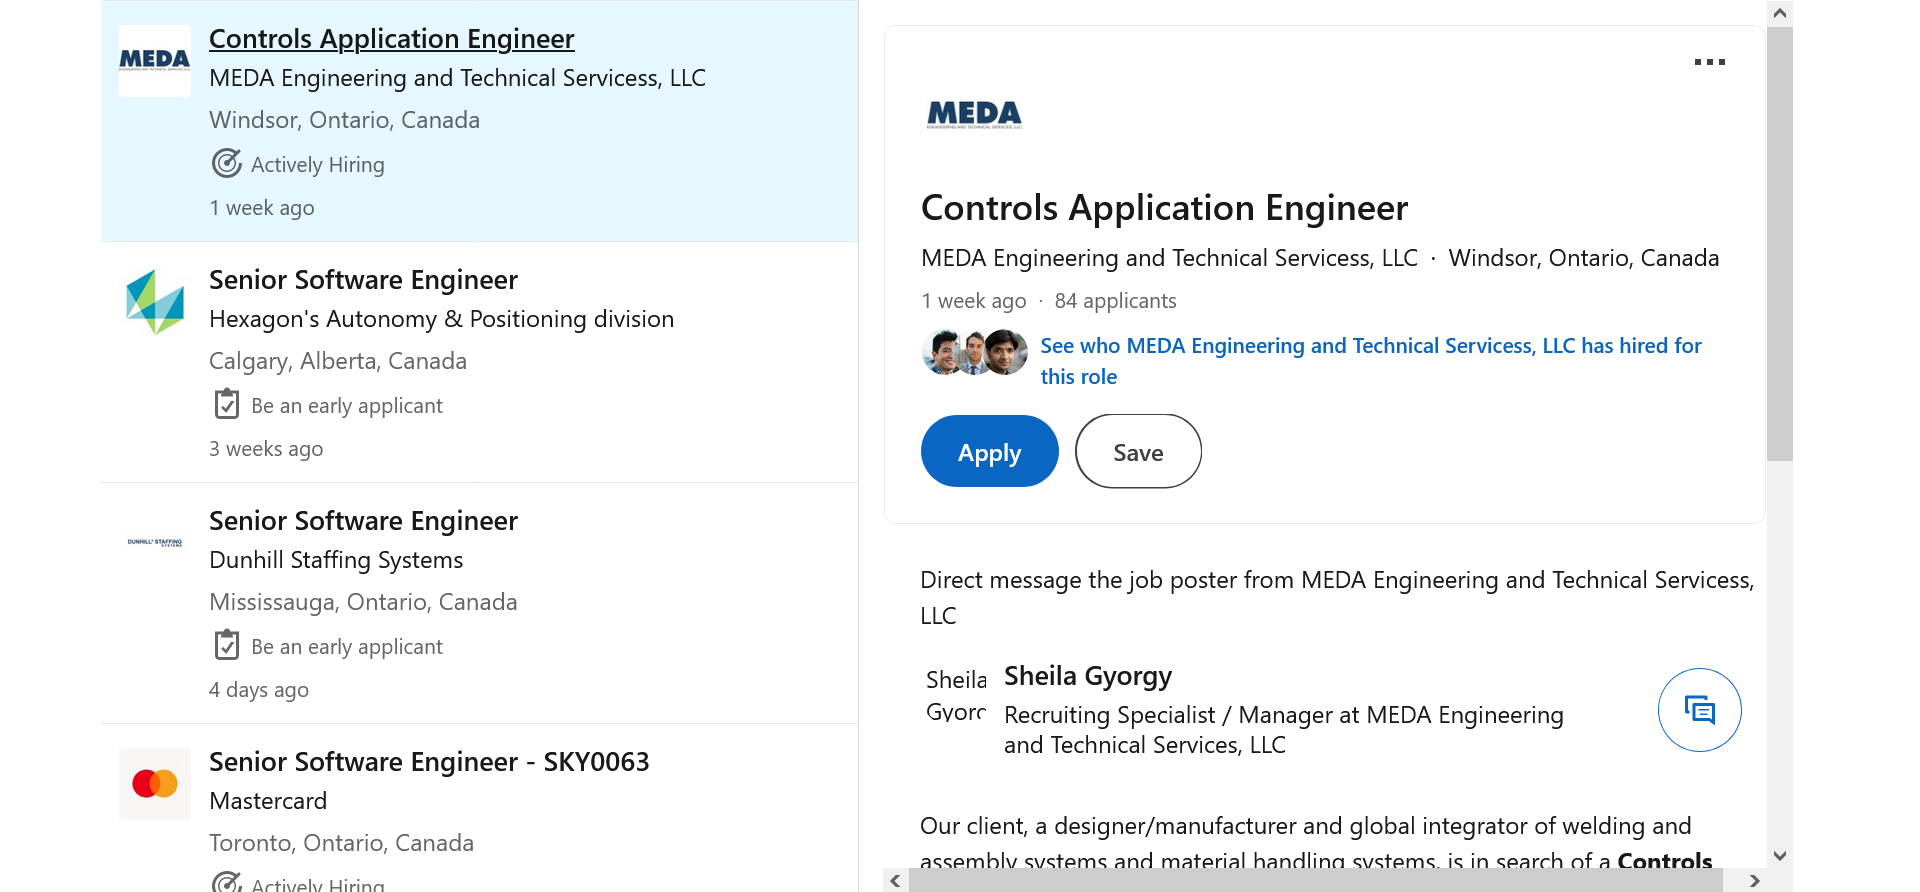 MEDA
Controls Application Engineer
MEDA Engineering and Technical Servicess, LLC
Windsor, Ontario, Canada
Actively Hiring
1 week ago
Senior Software Engineer
Hexagon's Autonomy & Positioning division
Calgary, Alberta, Canada
Be an early applicant
3 weeks ago
DUNHILL STAFFING
SYSTEMS
Senior Software Engineer
Dunhill Staffing Systems
Mississauga, Ontario, Canada
Be an early applicant
4 days ago
Senior Software Engineer - SKY0063
Mastercard
Toronto, Ontario, Canada
Actively Hiring
MEDA
ENGINEERING AND TECHNICAL SERVICES, LLC
Controls Application Engineer
MEDA Engineering and Technical Servicess, LLC · Windsor, Ontario, Canada
1 week ago · 84 applicants
See who MEDA Engineering and Technical Servicess, LLC has hired for
this role
Apply Save
Direct message the job poster from MEDA Engineering and Technical Servicess,
LLC
Sheila
Gyorg
Sheila Gyorgy
Recruiting Specialist / Manager at MEDA Engineering
and Technical Services, LLC
Our client, a designer/manufacturer and global integrator of welding and
assembly systems and material handling systems, is in search of a Controls